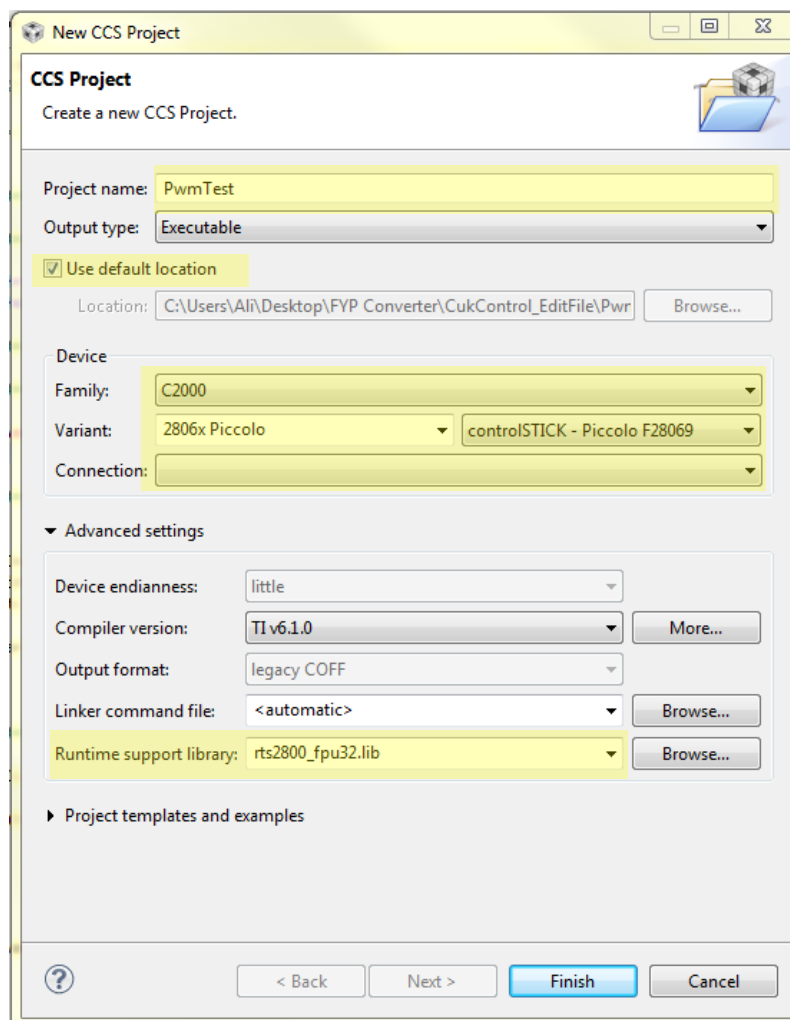 New CCS Project
CCS Project
Create a new CCS Project.
Project name: PwmTest
Output type: Executable
Use default location
Location: C:\Users\Ali\Desktop\FYP Converter\CukControl_EditFile\Pwr Browse...
Device
Family: C2000
Variant: 2806x Piccolo controlSTICK - Piccolo F28069
Connection:
Advanced settings
Device endianness: little
Compiler version: TI v6.1.0 More...
Output format: legacy COFF
Linker command file: <automatic> Browse...
Runtime support library: rts2800_fpu32.lib Browse...
Project templates and examples
? < Back Next > Finish Cancel